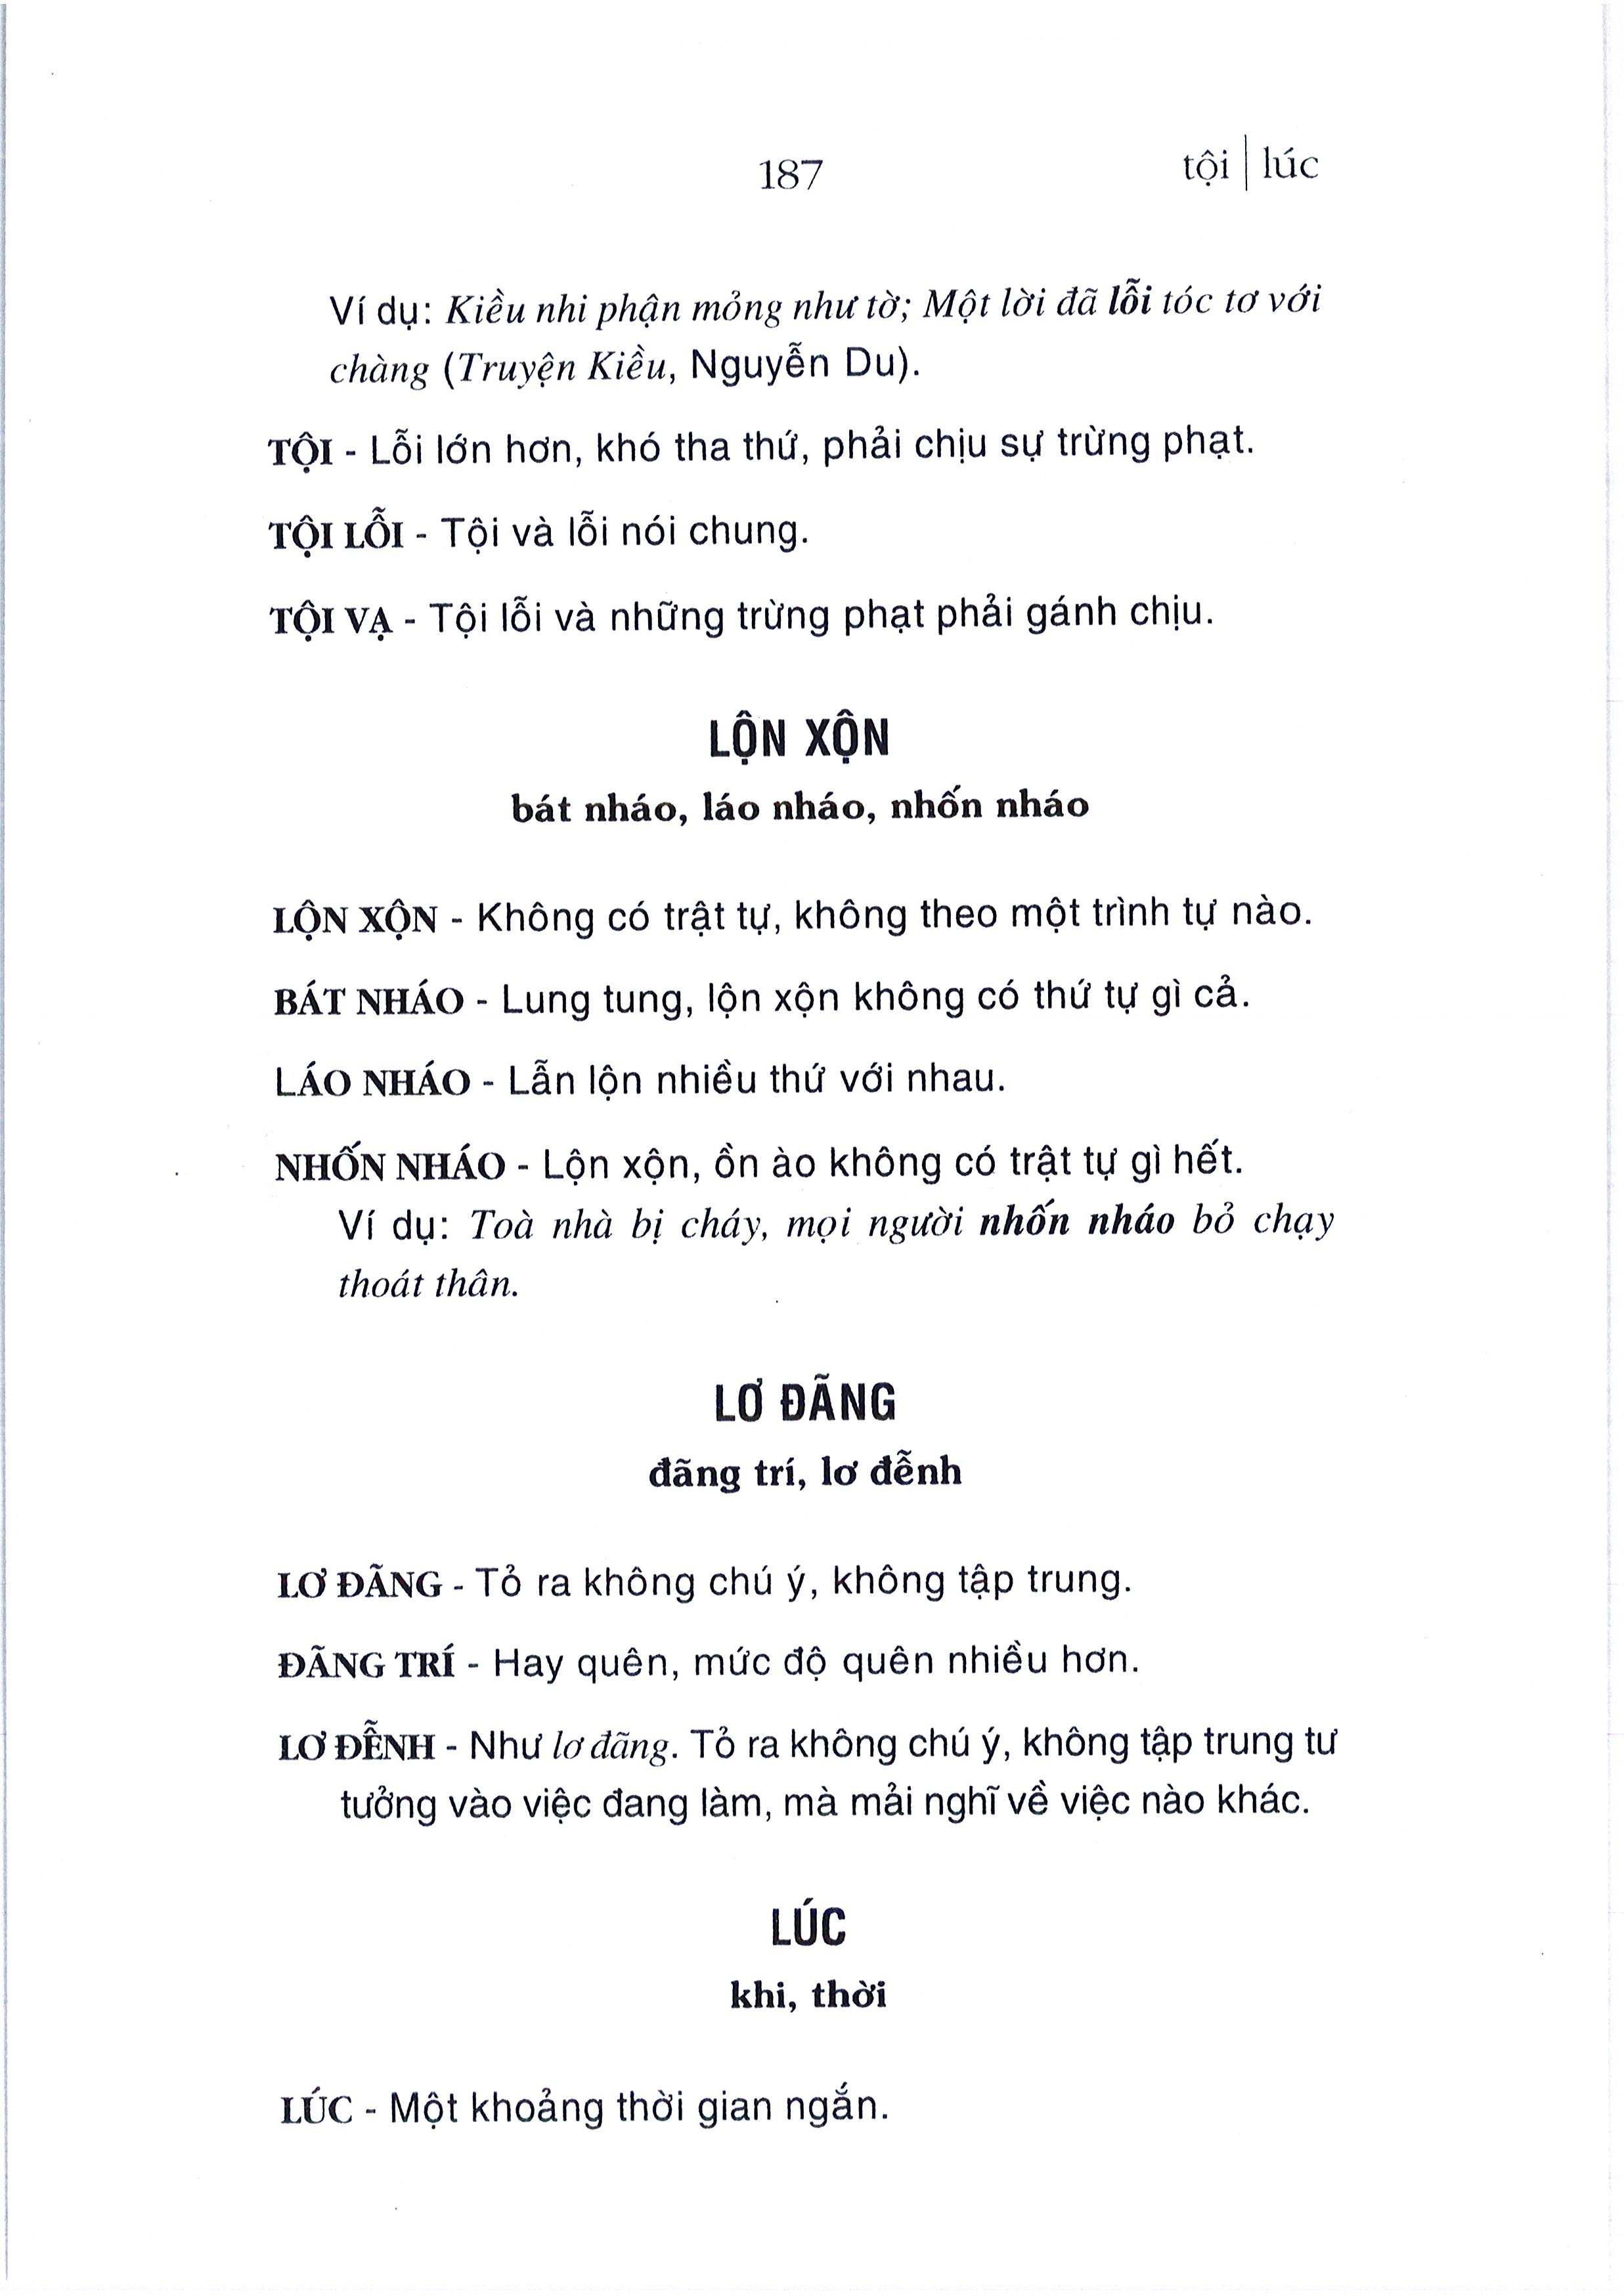 187
tội | lúc
Ví dụ: Kiều nhi phận mỏng như tờ; Một lời đã lỗi tóc tơ với
chàng (Truyện Kiều, Nguyễn Du).
TỘI - Lỗi lớn hơn, khó tha thứ, phải chịu sự trừng phạt.
TỘI LỖI - Tội và lỗi nói chung.
TỘI VẠ - Tội lỗi và những trừng phạt phải gánh chịu.
LỘN XỘN
bát nháo, láo nháo, nhốn nháo
LỘN XỘN - Không có trật tự, không theo một trình tự nào.
BÁT NHÁO - Lung tung, lộn xộn không có thứ tự gì cả.
LÁO NHÁO - Lẫn lộn nhiều thứ với nhau.
NHỐN NHÁO - Lộn xộn, ồn ào không có trật tự gì hết.
Ví dụ: Toà nhà bị cháy, mọi người nhốn nháo bỏ chạy
thoát thân.
LƠ ĐÃNG
đãng trí, lơ đễnh
LƠ ĐÃNG - Tỏ ra không chú ý, không tập trung.
ĐÃNG TRÍ - Hay quên, mức độ quên nhiều hơn.
LƠ ĐỄNH - Như lơ đãng. Tỏ ra không chú ý, không tập trung tư
tưởng vào việc đang làm, mà mải nghĩ về việc nào khác.
LÚC
khi, thời
LÚC - Một khoảng thời gian ngắn.